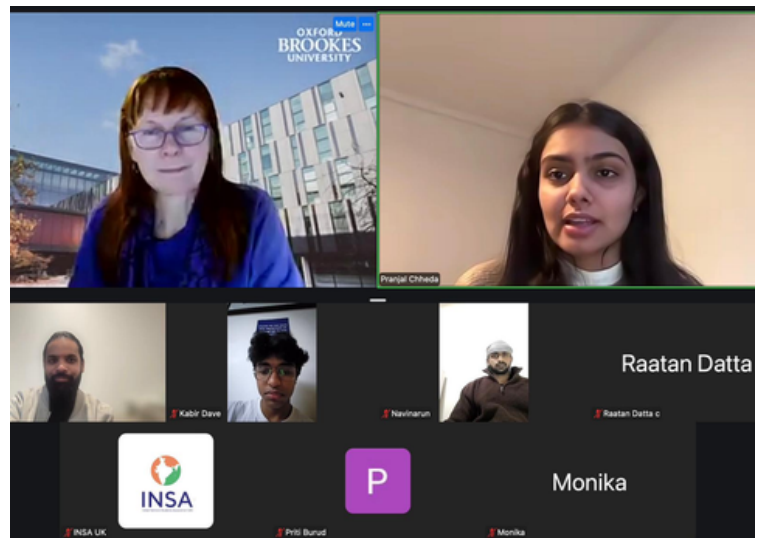 Mute ...
OXFORD
BROOKES
UNIVERSITY
Pranjal Chheda
Kabir Dave
Navinarun
Raatan Datta
Raatan Datta c
INSA
INSA UK
P
Priti Burud
Monika
Monika